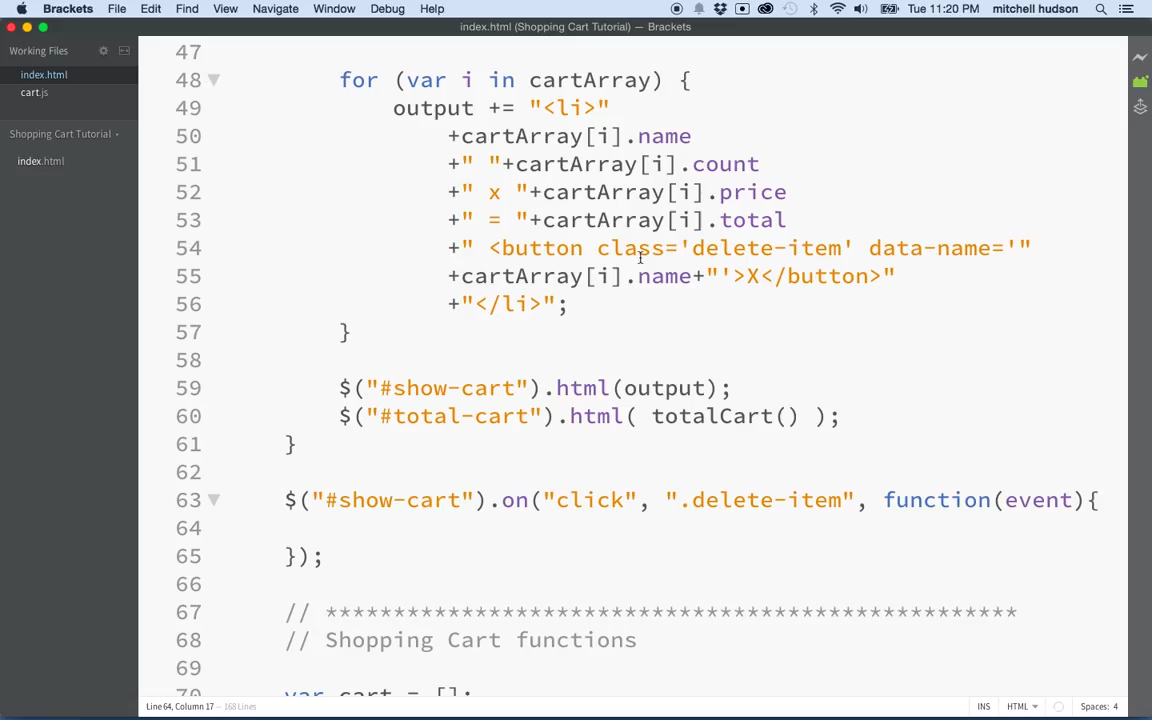 Brackets File Edit Find View Navigate Window Debug Help Tue 11:20 PM mitchell hudson
index.html (Shopping Cart Tutorial) — Brackets
Working Files
index.html
cart.js
Shopping Cart Tutorial
index.html
47
48 for (var i in cartArray) {
49 output += "<li>"
50 +cartArray[i].name
51 +" "+cartArray[i].count
52 +" x "+cartArray[i].price
53 +" = "+cartArray[i].total
54 +" <button class='delete-item' data-name='"
55 +cartArray[i].name+"'>X</button>"
56 +"</li>";
57 }
58
59 $("#show-cart").html(output);
60 $("#total-cart").html( totalCart() );
61 }
62
63 $("#show-cart").on("click", ".delete-item", function(event){
64
65 });
66
67 // ***************************************************
68 // Shopping Cart functions
69
70 var cart = [];
Line 64, Column 17 — 168 Lines INS HTML Spaces: 4